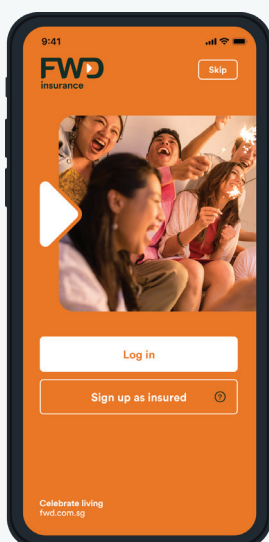 9:41
FWD
insurance
Skip
Log in
Sign up as insured ?
Celebrate living
fwd.com.sg